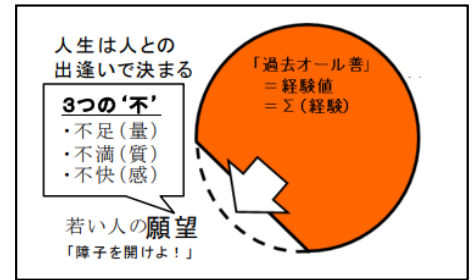 人生は人との
出逢いで決まる
3つの‘不’
・不足(量)
・不満(質)
・不快(感)
若い人の願望
「障子を開けよ！」
「過去オール善」
＝経験値
＝Σ(経験)